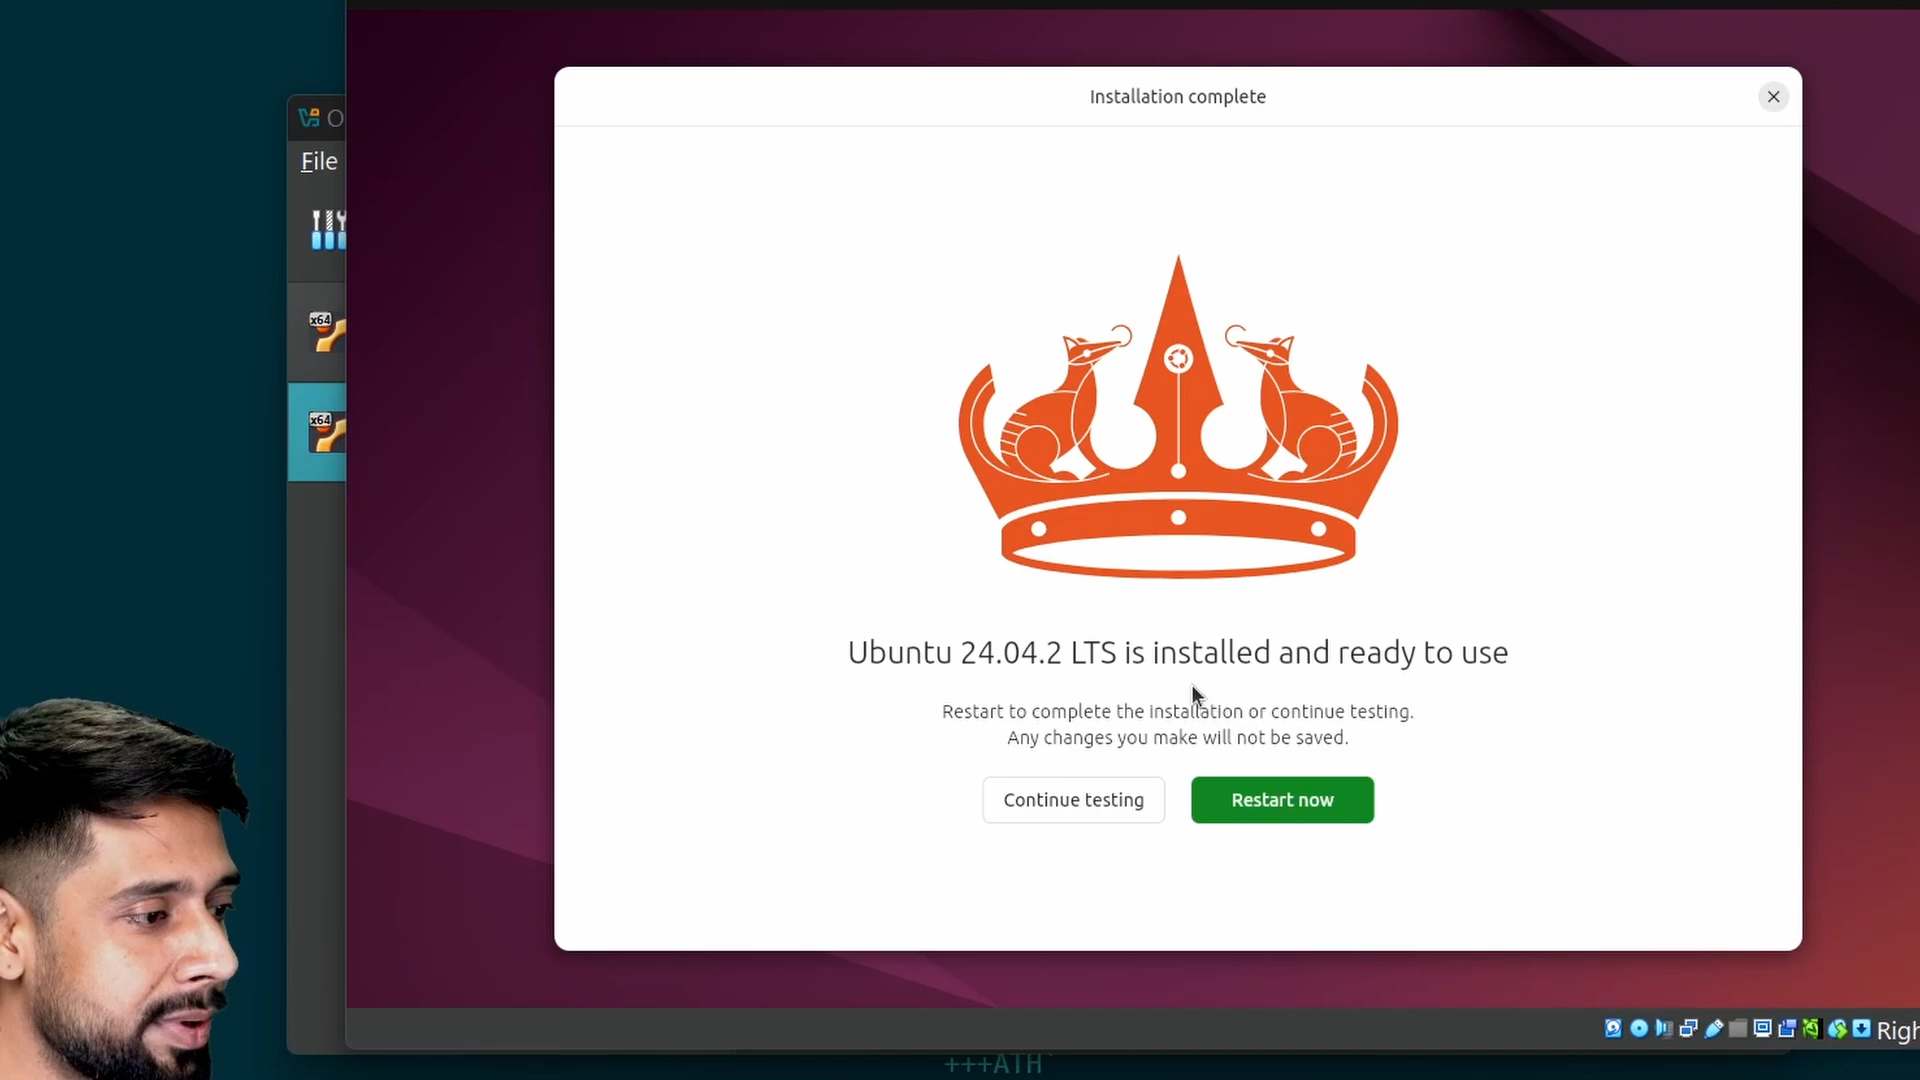 Installation complete
O
File
x64
x64
Ubuntu 24.04.2 LTS is installed and ready to use
Restart to complete the installation or continue testing.
Any changes you make will not be saved.
Continue testing
Restart now
Righ
+++ATH